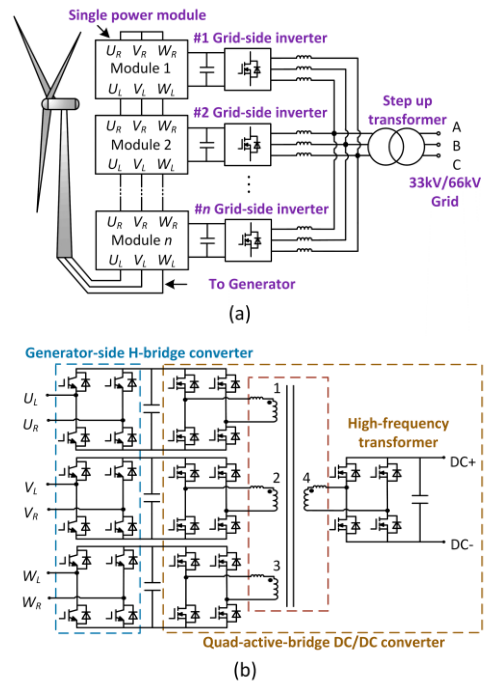 Single power module
#1 Grid-side inverter
U_R V_R W_R
Module 1
U_L V_L W_L
#2 Grid-side inverter
U_R V_R W_R
Module 2
U_L V_L W_L
Step up
transformer
A
B
C
33kV/66kV
Grid
#n Grid-side inverter
U_R V_R W_R
Module n
U_L V_L W_L
To Generator
(a)
Generator-side H-bridge converter
U_L
U_R
V_L
V_R
W_L
W_R
1
2
3
4
High-frequency
transformer
DC+
DC-
Quad-active-bridge DC/DC converter
(b)